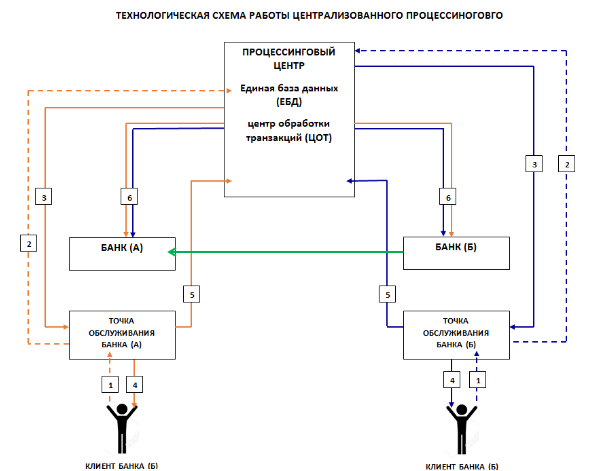 ТЕХНОЛОГИЧЕСКАЯ СХЕМА РАБОТЫ ЦЕНТРАЛИЗОВАННОГО ПРОЦЕССИНОГОВГО
ПРОЦЕССИНГОВЫЙ
ЦЕНТР
Единая база данных
(ЕБД)
центр обработки
транзакций (ЦОТ)
3
6
6
3
2
2
БАНК (А)
БАНК (Б)
5
5
ТОЧКА
ОБСЛУЖИВАНИЯ
БАНКА (А)
ТОЧКА
ОБСЛУЖИВАНИЯ
БАНКА (Б)
1
4
4
1
КЛИЕНТ БАНКА (Б)
КЛИЕНТ БАНКА (Б)